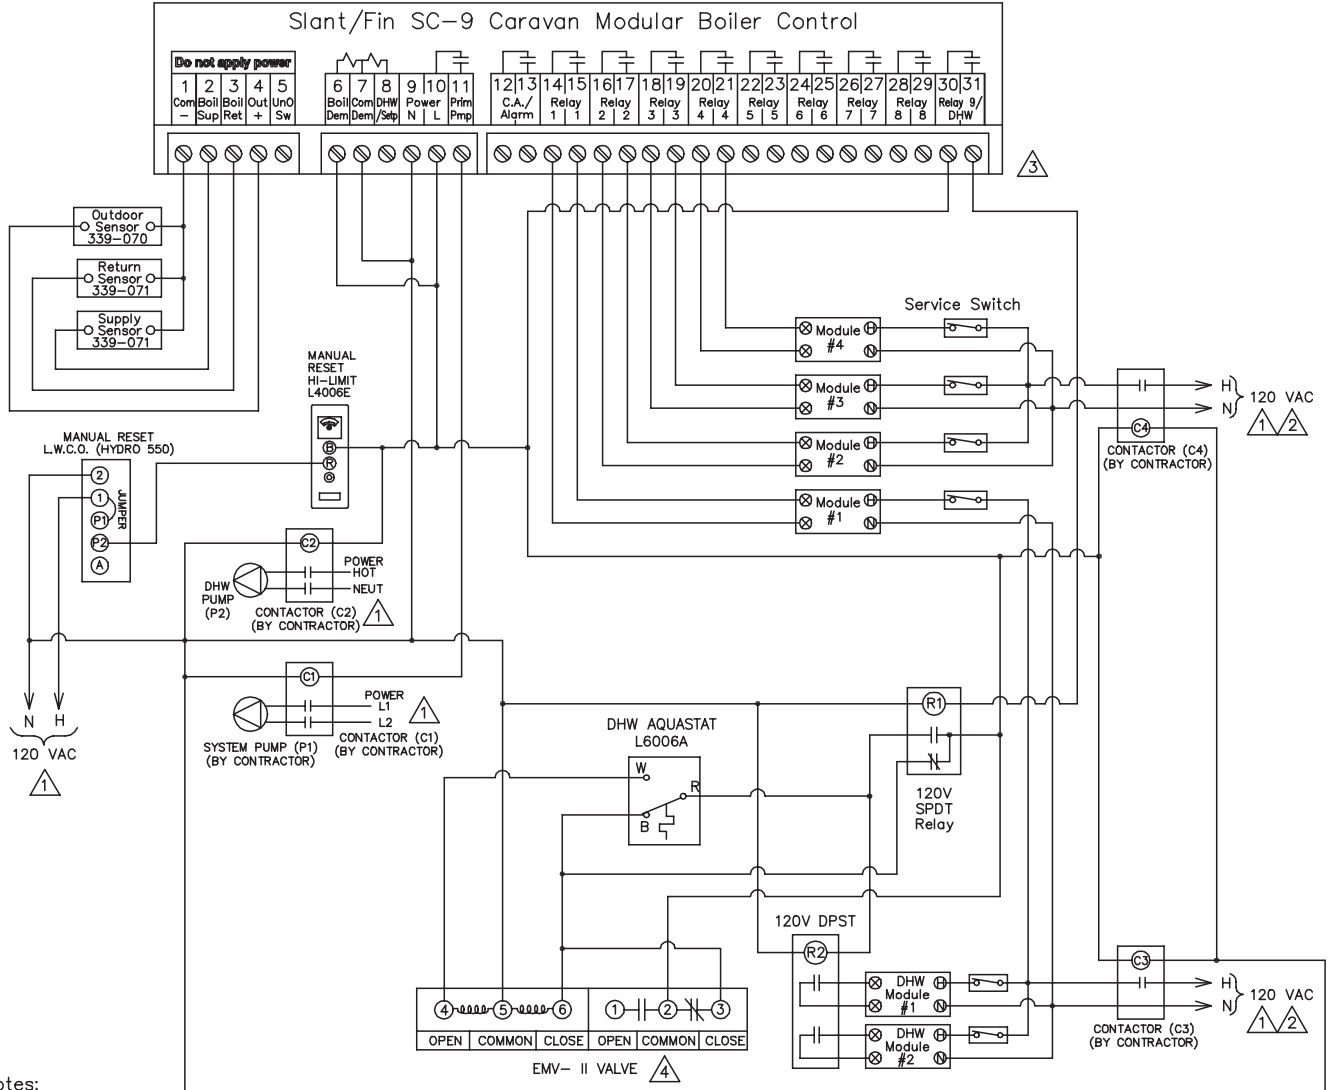 Slant/Fin SC-9 Caravan Modular Boiler Control
Do not apply power
1 2 3 4 5
Com Boil Boil Out UnO
- Sup Ret + Sw
6 7 8 9 10 11
Boil Com DHW Power Prim
Dem Dem /Setp N L Pmp
12 13 14 15 16 17 18 19 20 21 22 23 24 25 26 27 28 29 30 31
C.A./ Relay Relay Relay Relay Relay Relay Relay Relay Relay 9/
Alarm 1 1 2 2 3 3 4 4 5 5 6 6 7 7 8 8 DHW
3
Outdoor
Sensor
339-070
Return
Sensor
339-071
Supply
Sensor
339-071
Service Switch
Module H
#4 N
Module H
#3 N
Module H
#2 N
Module H
#1 N
H
N
120 VAC
1 2
C4
CONTACTOR (C4)
(BY CONTRACTOR)
MANUAL
RESET
HI-LIMIT
L4006E
B
R
MANUAL RESET
L.W.C.O. (HYDRO 550)
2
1
P1
P2
A
JUMPER
C2
POWER
HOT
NEUT
DHW
PUMP
(P2)
CONTACTOR (C2)
(BY CONTRACTOR)
1
N H
120 VAC
1
C1
POWER
L1
L2
1
SYSTEM PUMP (P1)
(BY CONTRACTOR)
CONTACTOR (C1)
(BY CONTRACTOR)
DHW AQUASTAT
L6006A
W
R
B
R1
120V
SPDT
Relay
120V DPST
R2
DHW H
Module
#1 N
DHW H
Module
#2 N
C3
CONTACTOR (C3)
(BY CONTRACTOR)
H
N
120 VAC
1 2
4 5 6 1 2 3
OPEN COMMON CLOSE OPEN COMMON CLOSE
EMV- II VALVE
4
otes: